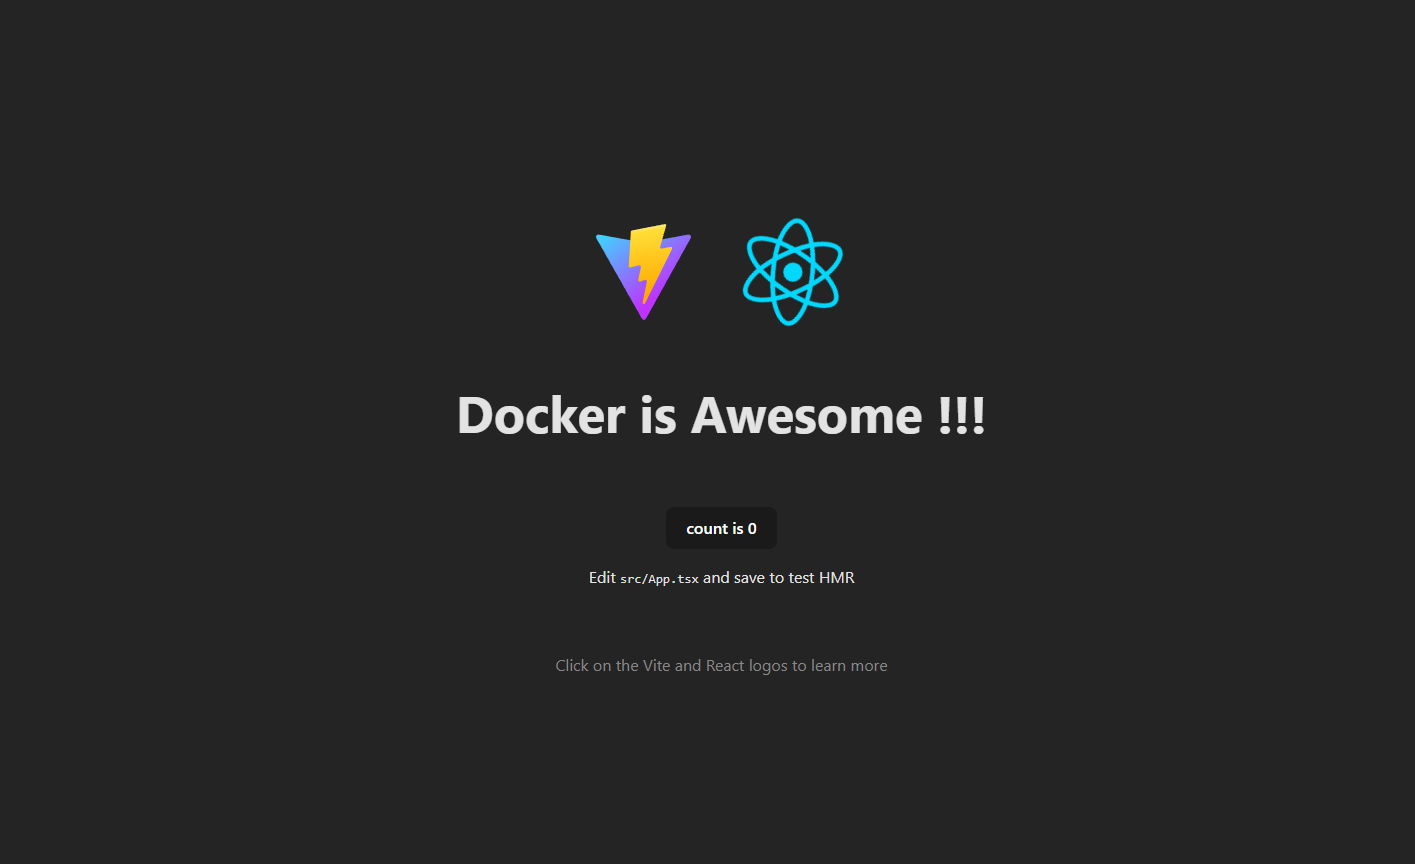 Docker is Awesome !!!
count is 0
Edit src/App.tsx and save to test HMR
Click on the Vite and React logos to learn more